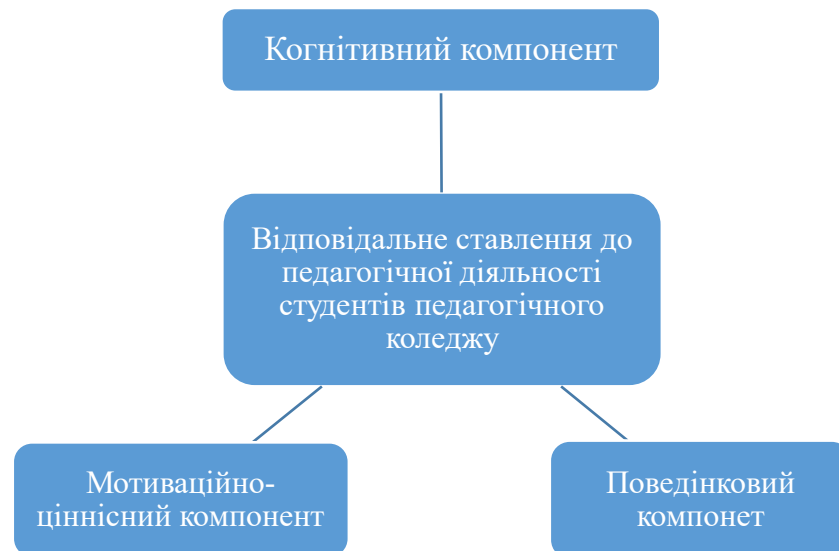 Когнітивний компонент
Відповідальне ставлення до
педагогічної діяльності
студентів педагогічного
коледжу
Мотиваційно-
ціннісний компонент
Поведінковий
компонет